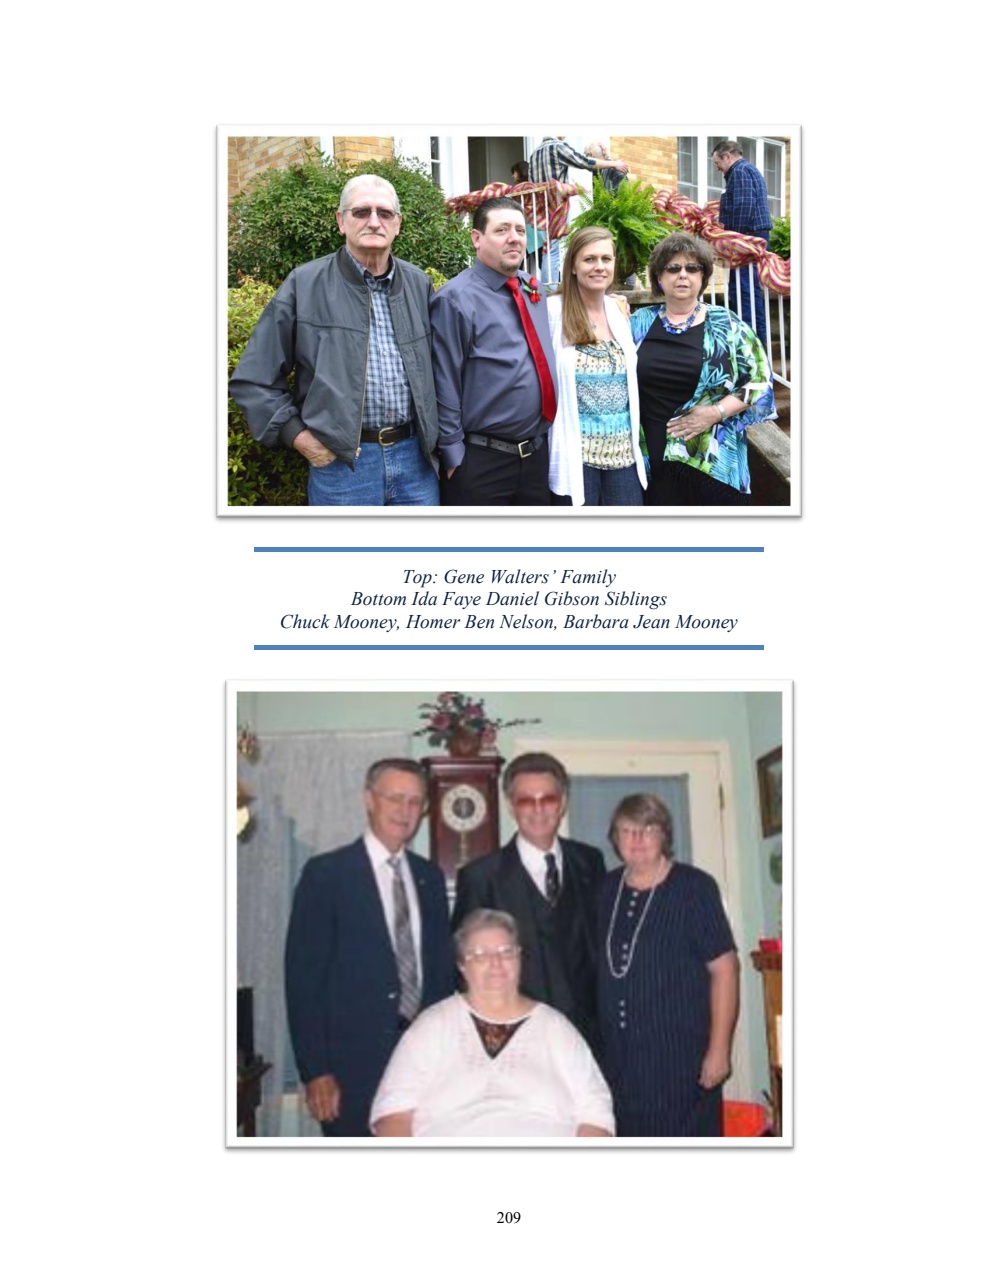 Top: Gene Walters’ Family
Bottom Ida Faye Daniel Gibson Siblings
Chuck Mooney, Homer Ben Nelson, Barbara Jean Mooney
209